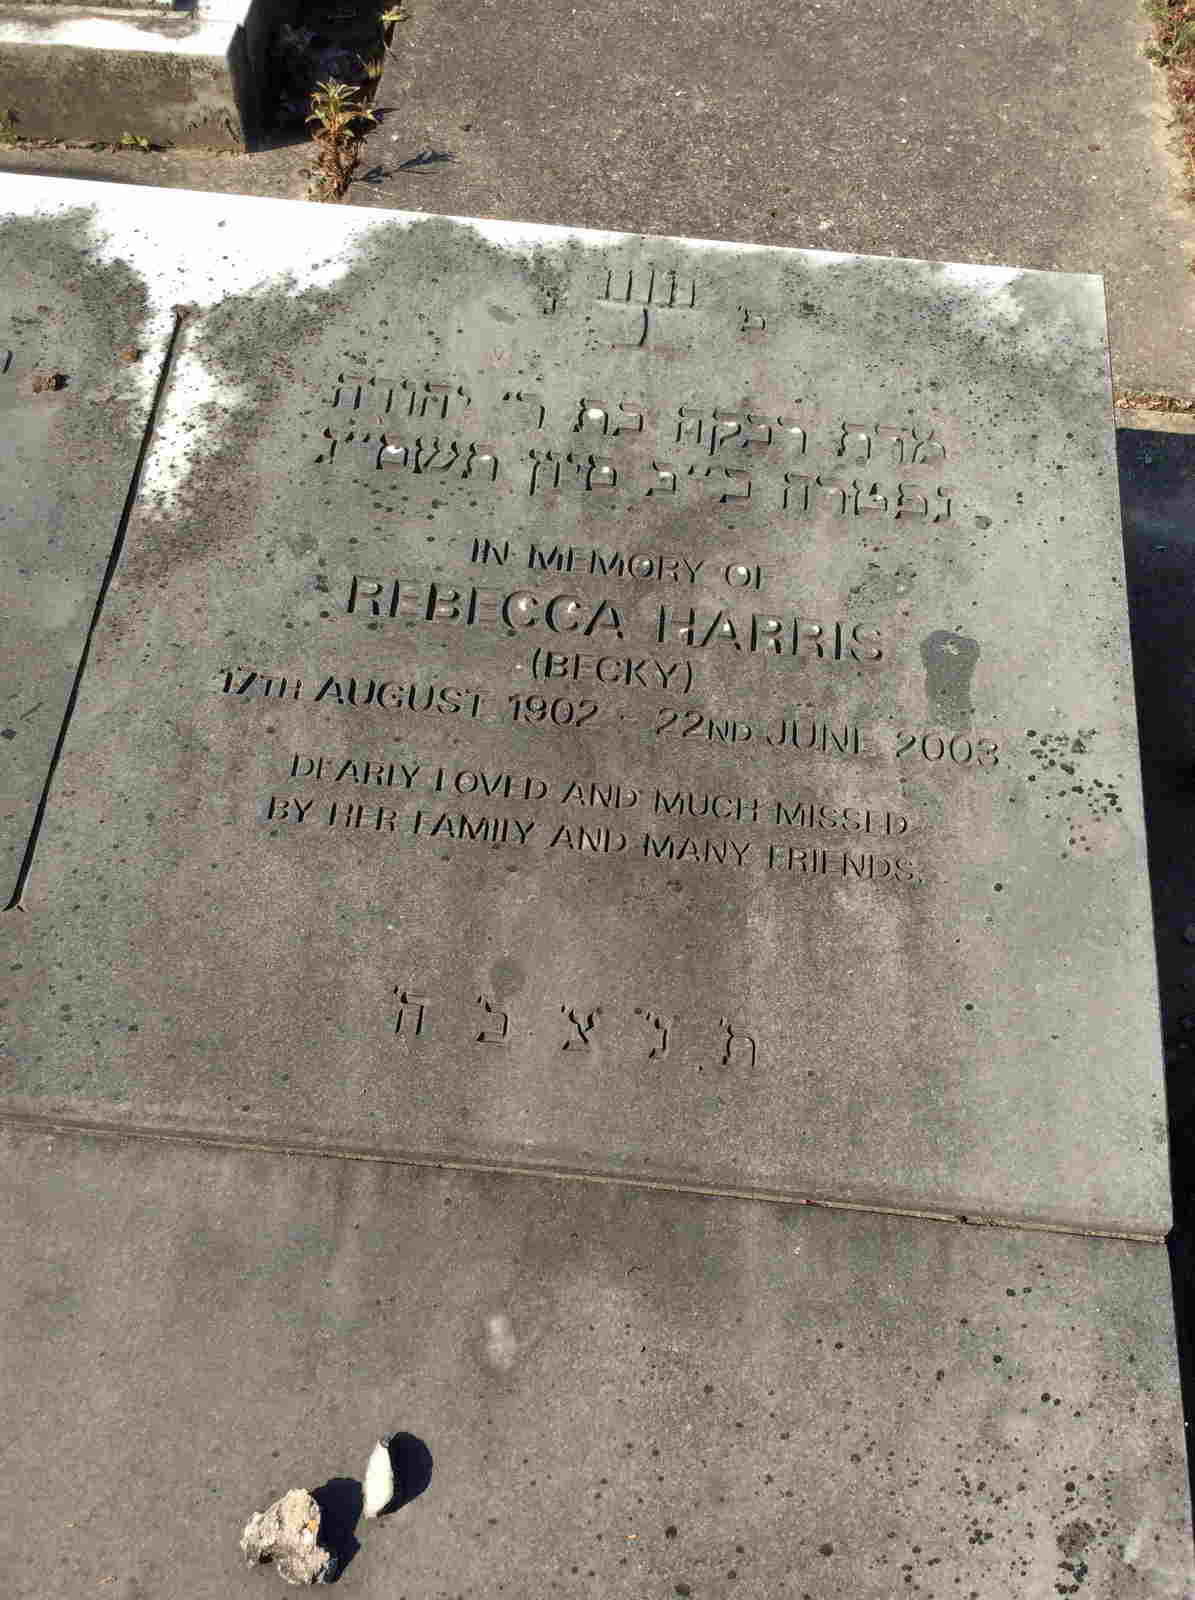 פ' נ'
מרת רבקה בת ר' יהודה
נפטרה כ״ב סיון תשס״ג
IN MEMORY OF
REBECCA HARRIS
(BECKY)
17TH AUGUST 1902 - 22ND JUNE 2003.
DEARLY LOVED AND MUCH MISSED
BY HER FAMILY AND MANY FRIENDS.
ת' נ' צ' ב' ה'